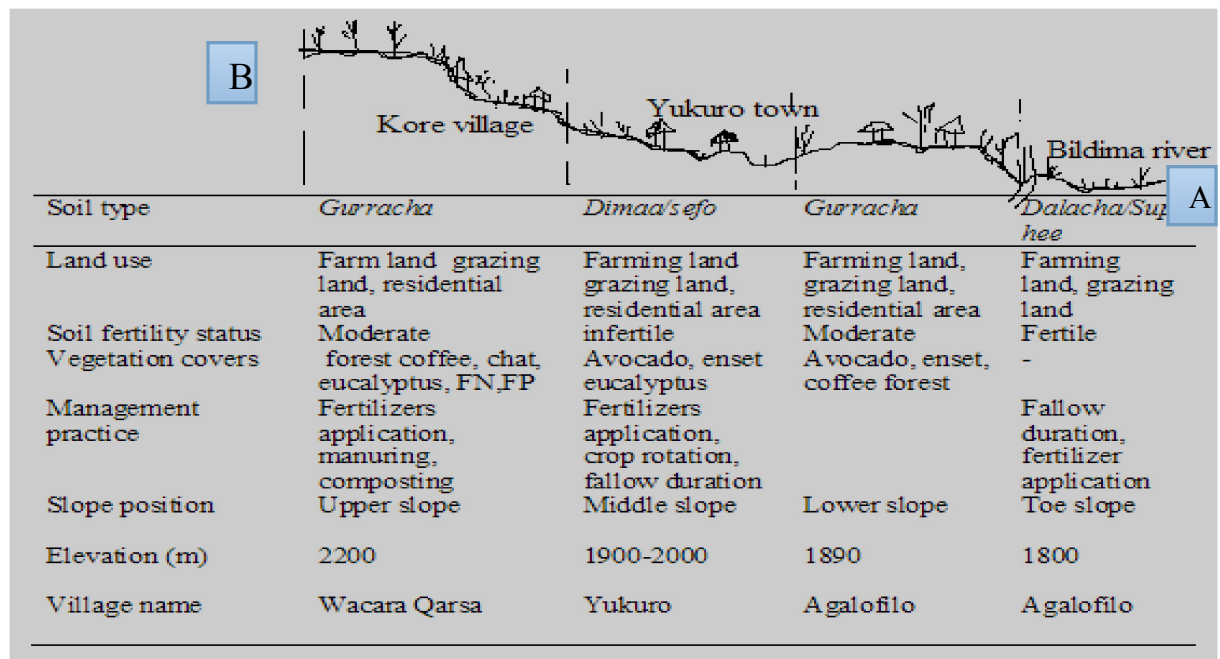 B
Kore village
Yukuro town
Bildima river
A
Soil type Gurracha Dimaa/sefo Gurracha Dalacha/Sup
hee
Land use Farm land grazing Farming land Farming land, Farming
land, residential grazing land, grazing land, land, grazing
area residential area residential area land
Soil fertility status Moderate infertile Moderate Fertile
Vegetation covers forest coffee, chat, Avocado, enset Avocado, enset, -
eucalyptus, FN,FP eucalyptus coffee forest
Management Fertilizers Fertilizers Fallow
practice application, application, duration,
manuring, crop rotation, fertilizer
composting fallow duration application
Slope position Upper slope Middle slope Lower slope Toe slope
Elevation (m) 2200 1900-2000 1890 1800
Village name Wacara Qarsa Yukuro Agalofilo Agalofilo